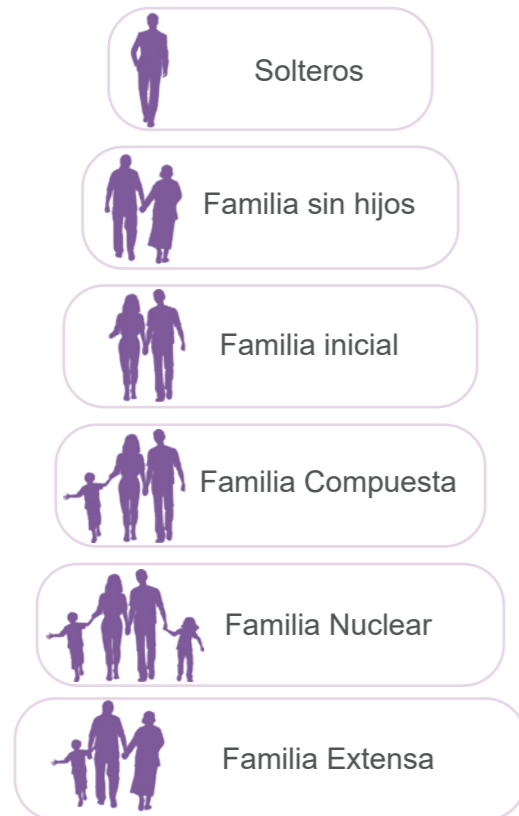 Solteros
Familia sin hijos
Familia inicial
Familia Compuesta
Familia Nuclear
Familia Extensa